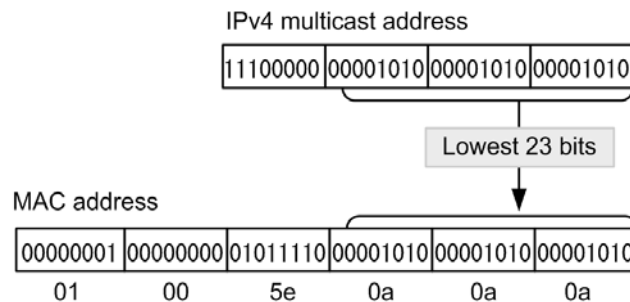 IPv4 multicast address
11100000 00001010 00001010 00001010
Lowest 23 bits
MAC address
00000001 00000000 01011110 00001010 00001010 00001010
01 00 5e 0a 0a 0a